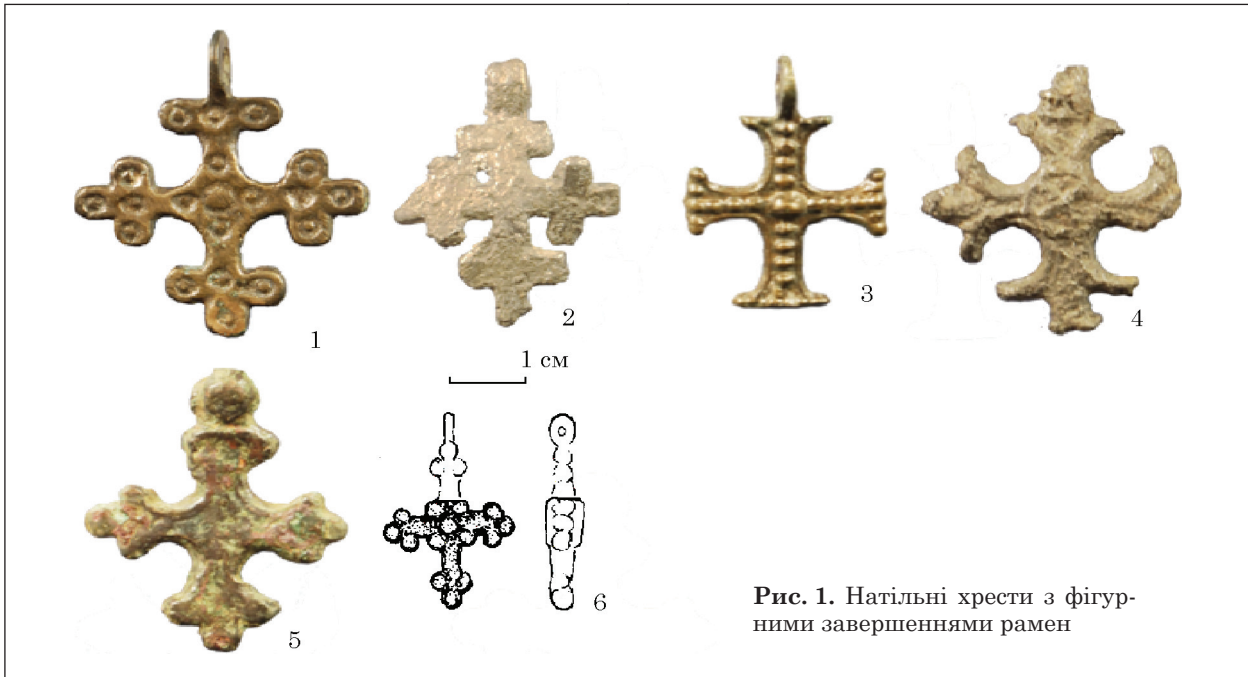 1
2
3
4
1 см
5
6
Рис. 1. Натільні хрести з фігур-
ними завершеннями рамен